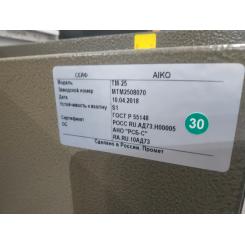 СЕЙФ AIKO
Модель TM-25
Заводской номер MTM2508070
Дата 10.04.2018
Устойчивость к взлому S1
ГОСТ Р 55148
Сертификат РОСС RU.АД73.Н00005
ОС АНО "РСБ-С"
RA.RU.10АД73
Сделано в России. Промет
30